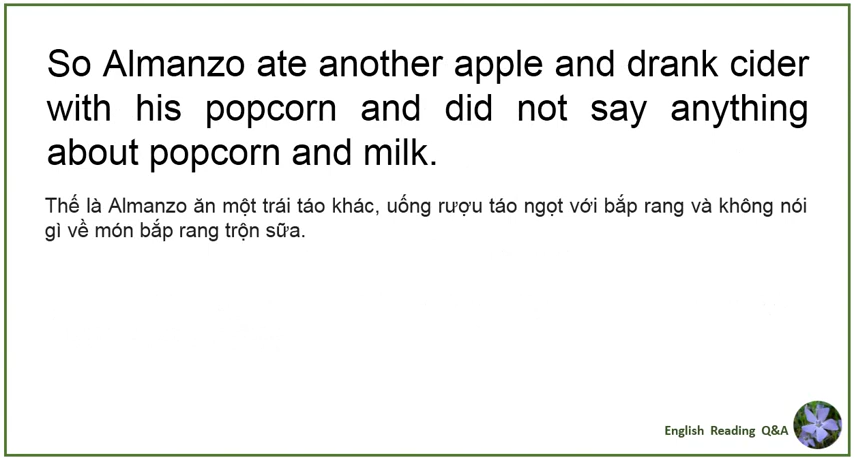 So Almanzo ate another apple and drank cider
with his popcorn and did not say anything
about popcorn and milk.
Thế là Almanzo ăn một trái táo khác, uống rượu táo ngọt với bắp rang và không nói
gì về món bắp rang trộn sữa.
English Reading Q&A